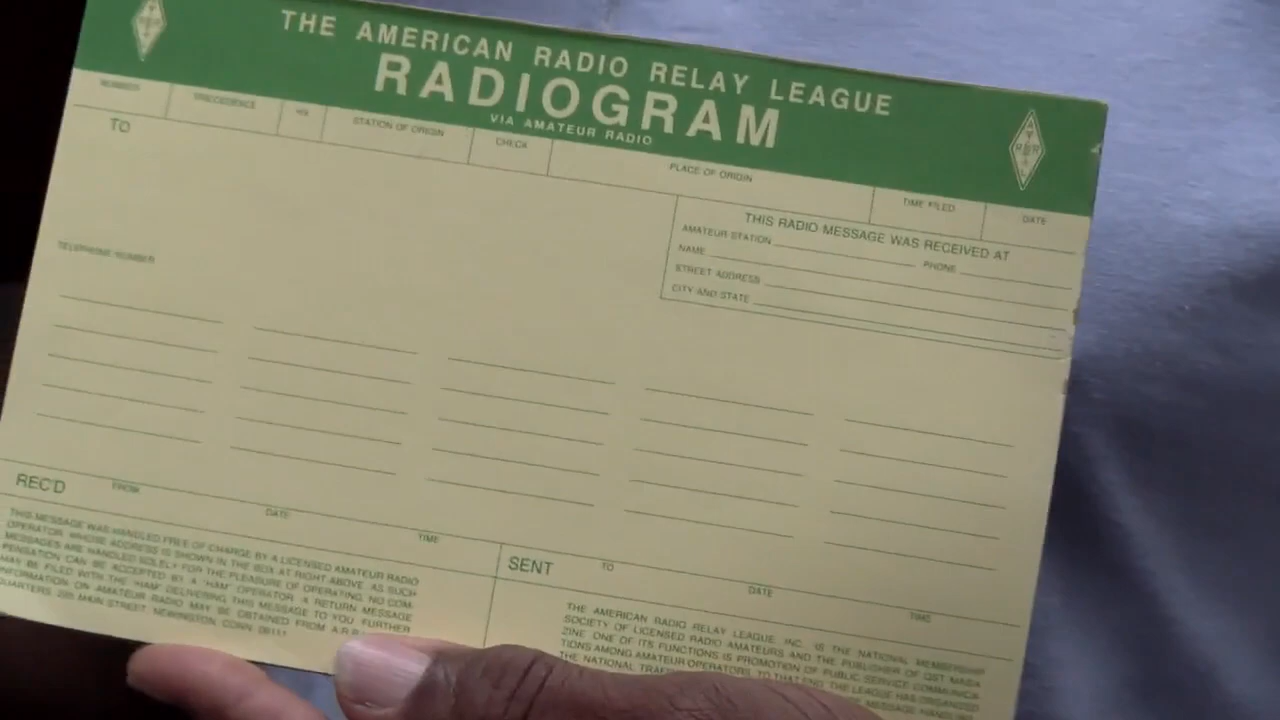 THE AMERICAN RADIO RELAY LEAGUE
RADIOGRAM
VIA AMATEUR RADIO
NUMBER PRECEDENCE HX STATION OF ORIGIN CHECK PLACE OF ORIGIN TIME FILED DATE
TO
THIS RADIO MESSAGE WAS RECEIVED AT
AMATEUR STATION PHONE
NAME
STREET ADDRESS
CITY AND STATE
TELEPHONE NUMBER
REC'D FROM DATE TIME
SENT TO DATE TIME
THIS MESSAGE WAS HANDLED FREE OF CHARGE BY A LICENSED AMATEUR RADIO
OPERATOR, WHOSE ADDRESS IS SHOWN IN THE BOX AT RIGHT ABOVE. AS SUCH
MESSAGES ARE HANDLED SOLELY FOR THE PLEASURE OF OPERATING, NO COM-
PENSATION CAN BE ACCEPTED BY A "HAM" OPERATOR. A RETURN MESSAGE
MAY BE FILED WITH THE "HAM" DELIVERING THIS MESSAGE TO YOU. FURTHER
INFORMATION ON AMATEUR RADIO MAY BE OBTAINED FROM A.R.R.
QUARTERS, 225 MAIN STREET, NEWINGTON, CONN. 06111
THE AMERICAN RADIO RELAY LEAGUE, INC. IS THE NATIONAL MEMBERSHIP
SOCIETY OF LICENSED RADIO AMATEURS AND THE PUBLISHER OF QST MAGA-
ZINE. ONE OF ITS FUNCTIONS IS PROMOTION OF PUBLIC SERVICE COMMUNICA-
TIONS AMONG AMATEUR OPERATORS. TO THAT END, THE LEAGUE HAS ORGANIZED
THE NATIONAL TRAFFIC MESSAGE HANDLING